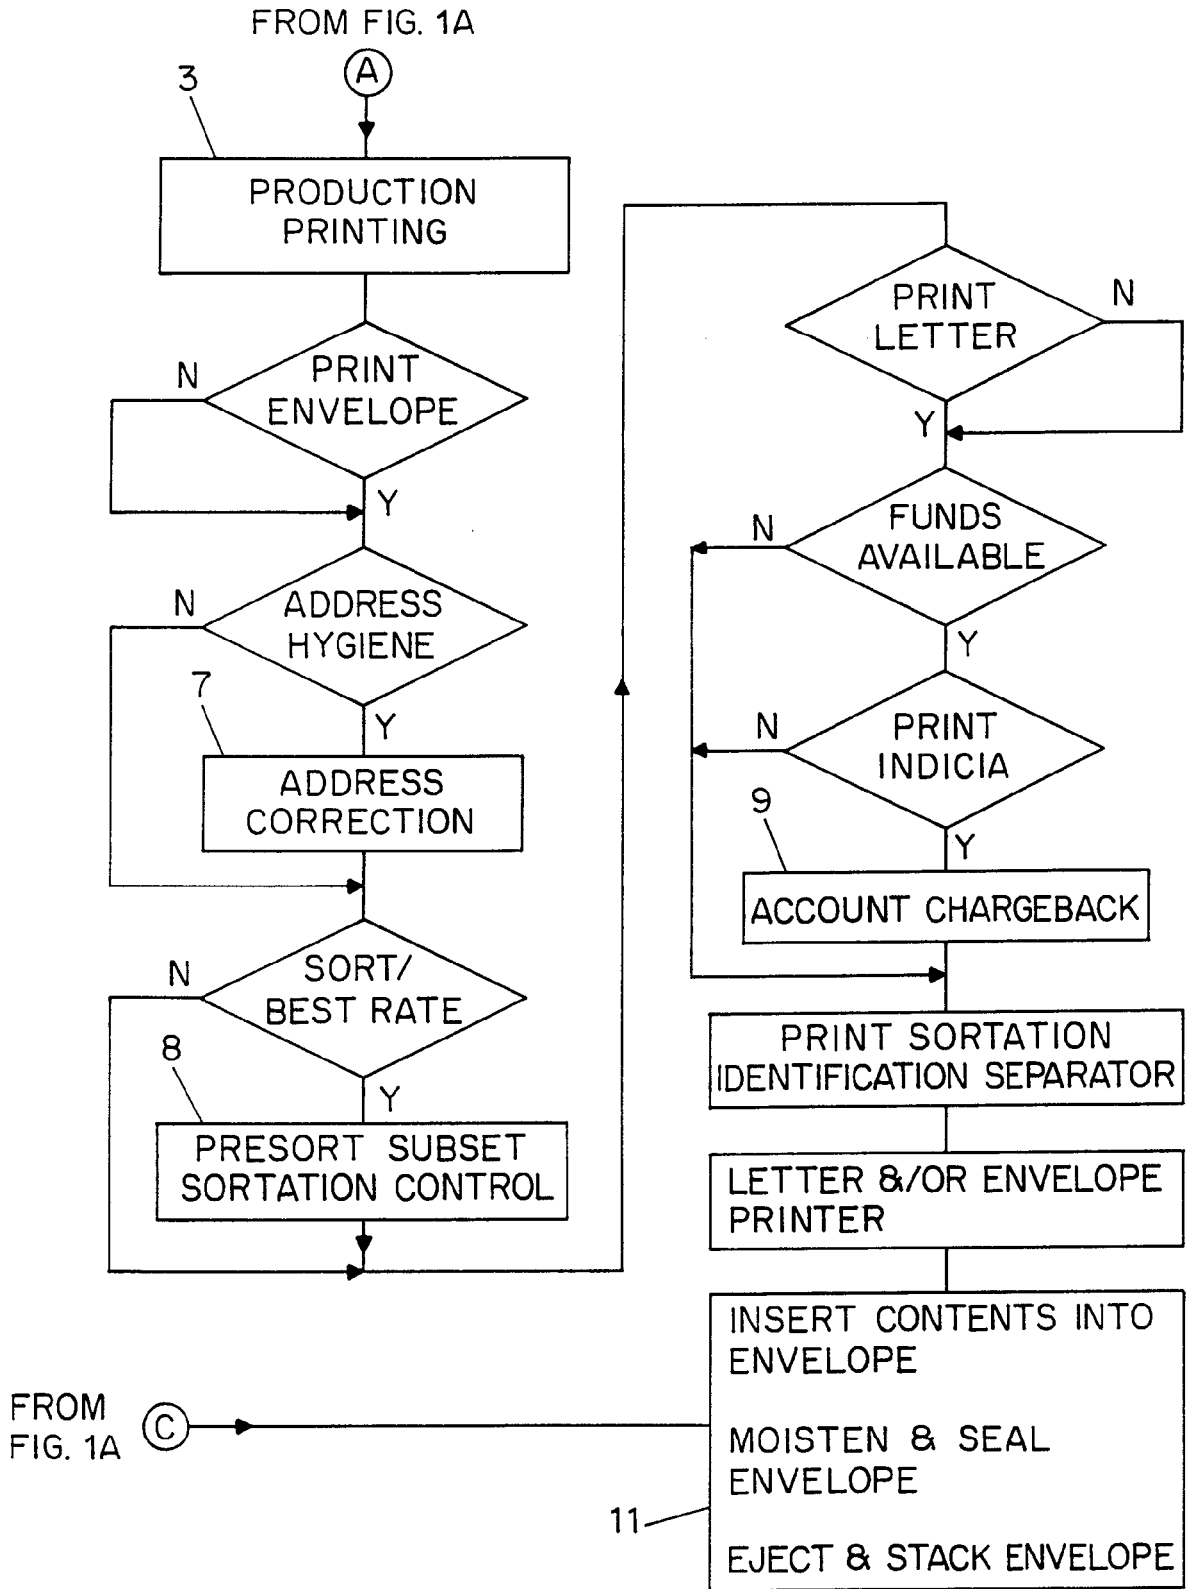 FROM FIG. 1A
A
3
PRODUCTION
PRINTING
N
PRINT
ENVELOPE
Y
N
ADDRESS
HYGIENE
7
Y
ADDRESS
CORRECTION
N
SORT/
BEST RATE
8
Y
PRESORT SUBSET
SORTATION CONTROL
PRINT
LETTER
N
Y
N
FUNDS
AVAILABLE
Y
N
PRINT
INDICIA
9
Y
ACCOUNT CHARGEBACK
PRINT SORTATION
IDENTIFICATION SEPARATOR
LETTER &/OR ENVELOPE
PRINTER
FROM
FIG. 1A
C
INSERT CONTENTS INTO
ENVELOPE
MOISTEN & SEAL
ENVELOPE
11
EJECT & STACK ENVELOPE